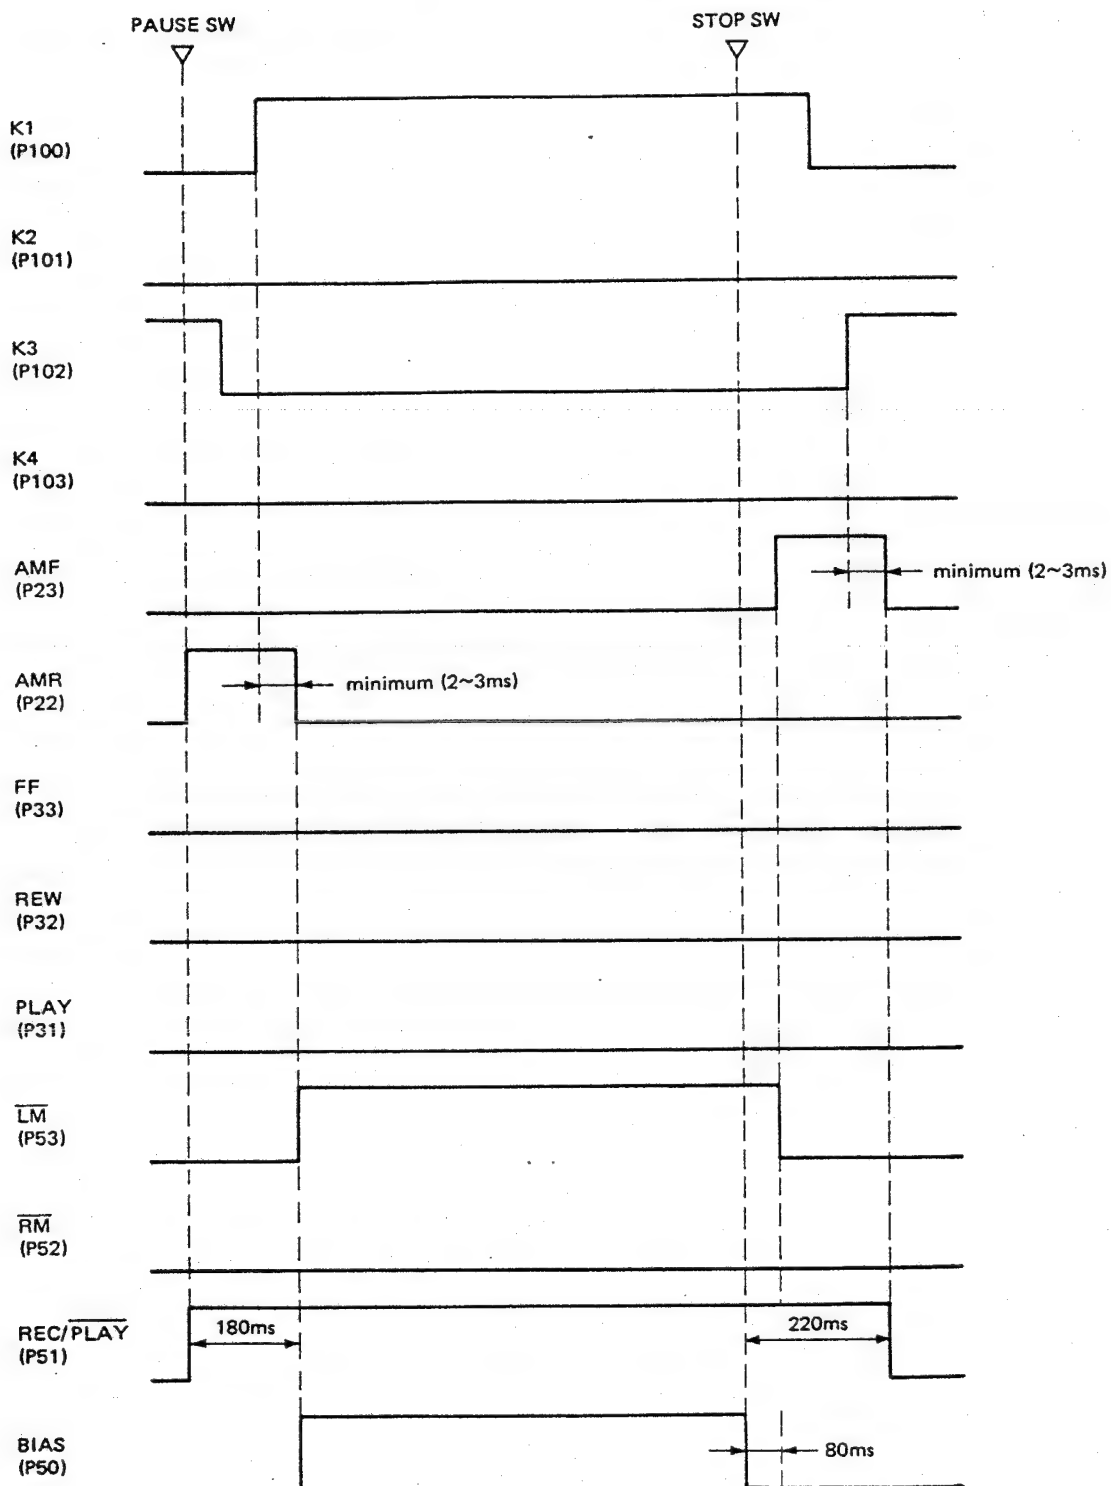 PAUSE SW
STOP SW
K1
(P100)
K2
(P101)
K3
(P102)
K4
(P103)
AMF
(P23)
minimum (2~3ms)
AMR
(P22)
minimum (2~3ms)
FF
(P33)
REW
(P32)
PLAY
(P31)
LM
(P53)
RM
(P52)
REC/PLAY
(P51)
180ms
220ms
BIAS
(P50)
80ms